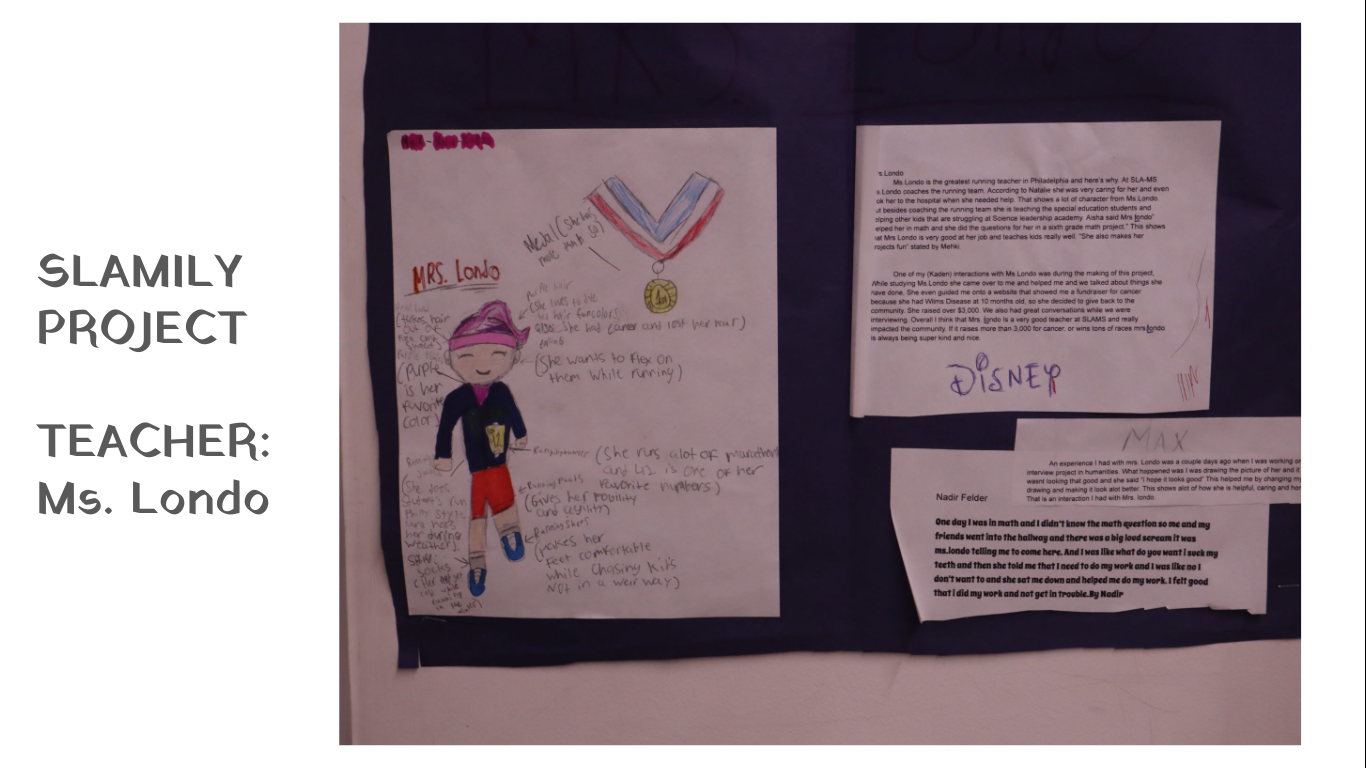 SLAMILY
PROJECT
TEACHER:
Ms. Londo
MRS. Londo
MRS. Londo
Medal (She has
more than 50)
Purple hair
(She loves to dye
his hair fun colors
She had Cancer and lost her hair)
(She wants to flex on
them while running)
(Purple
is her
favorite
color)
(She runs alot of marathons
and 42 is one of her
favorite numbers)
Running Pants
(Gives her mobility
and agility)
Running Shoes
(makes her
feet comfortable
while chasing kids
Not in a weir way)
s.Londo
Ms.Londo is the greatest running teacher in Philadelphia and here's why. At SLA-MS
s.Londo coaches the running team. According to Natalie she was very caring for her and even
ok her to the hospital when she needed help. That shows a lot of character from Ms.Londo.
ut besides coaching the running team she is teaching the special education students and
elping other kids that are struggling at Science leadership academy. Aisha said Mrs londo"
elped her in math and she did the questions for her in a sixth grade math project." This shows
at Mrs Londo is very good at her job and teaches kids really well. "She also makes her
rojects fun" stated by Mehki.
One of my (Kaden) interactions with Ms.Londo was during the making of this project,
While studying Ms.Londo she came over to me and helped me and we talked about things she
have done. She even guided me onto a website that showed me a fundraiser for cancer
because she had Wilms Disease at 10 months old, so she decided to give back to the
community. She raised over $3,000. We also had great conversations while we were
interviewing. Overall I think that Mrs. londo is a very good teacher at SLAMS and really
impacted the community. If it raises more than 3,000 for cancer, or wins tons of races mrs.londo
is always being super kind and nice.
DISNEY
MAX
An experience I had with mrs. Londo was a couple days ago when I was working on
interview project in humanities. What happened was I was drawing the picture of her and it
wasnt looking that good and she said "I hope it looks good" This helped me by changing my
drawing and making it look alot better. This shows alot of how she is helpful, caring and hon
That is an interaction I had with Mrs. londo.
Nadir Felder
One day I was in math and I didn't know the math question so me and my
friends went into the hallway and there was a big loud scream it was
ms.londo telling me to come here. And I was like what do you want i suck my
teeth and then she told me that I need to do my work and I was like no I
don't want to and she sat me down and helped me do my work. I felt good
that i did my work and not get in trouble.By Nadir